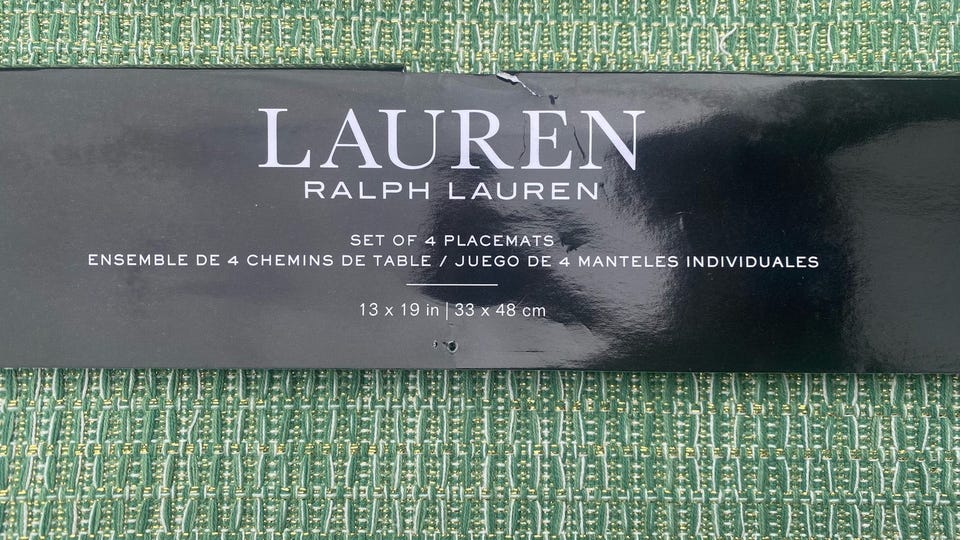 LAUREN
RALPH LAUREN
SET OF 4 PLACEMATS
ENSEMBLE DE 4 CHEMINS DE TABLE / JUEGO DE 4 MANTELES INDIVIDUALES
13 x 19 in | 33 x 48 cm